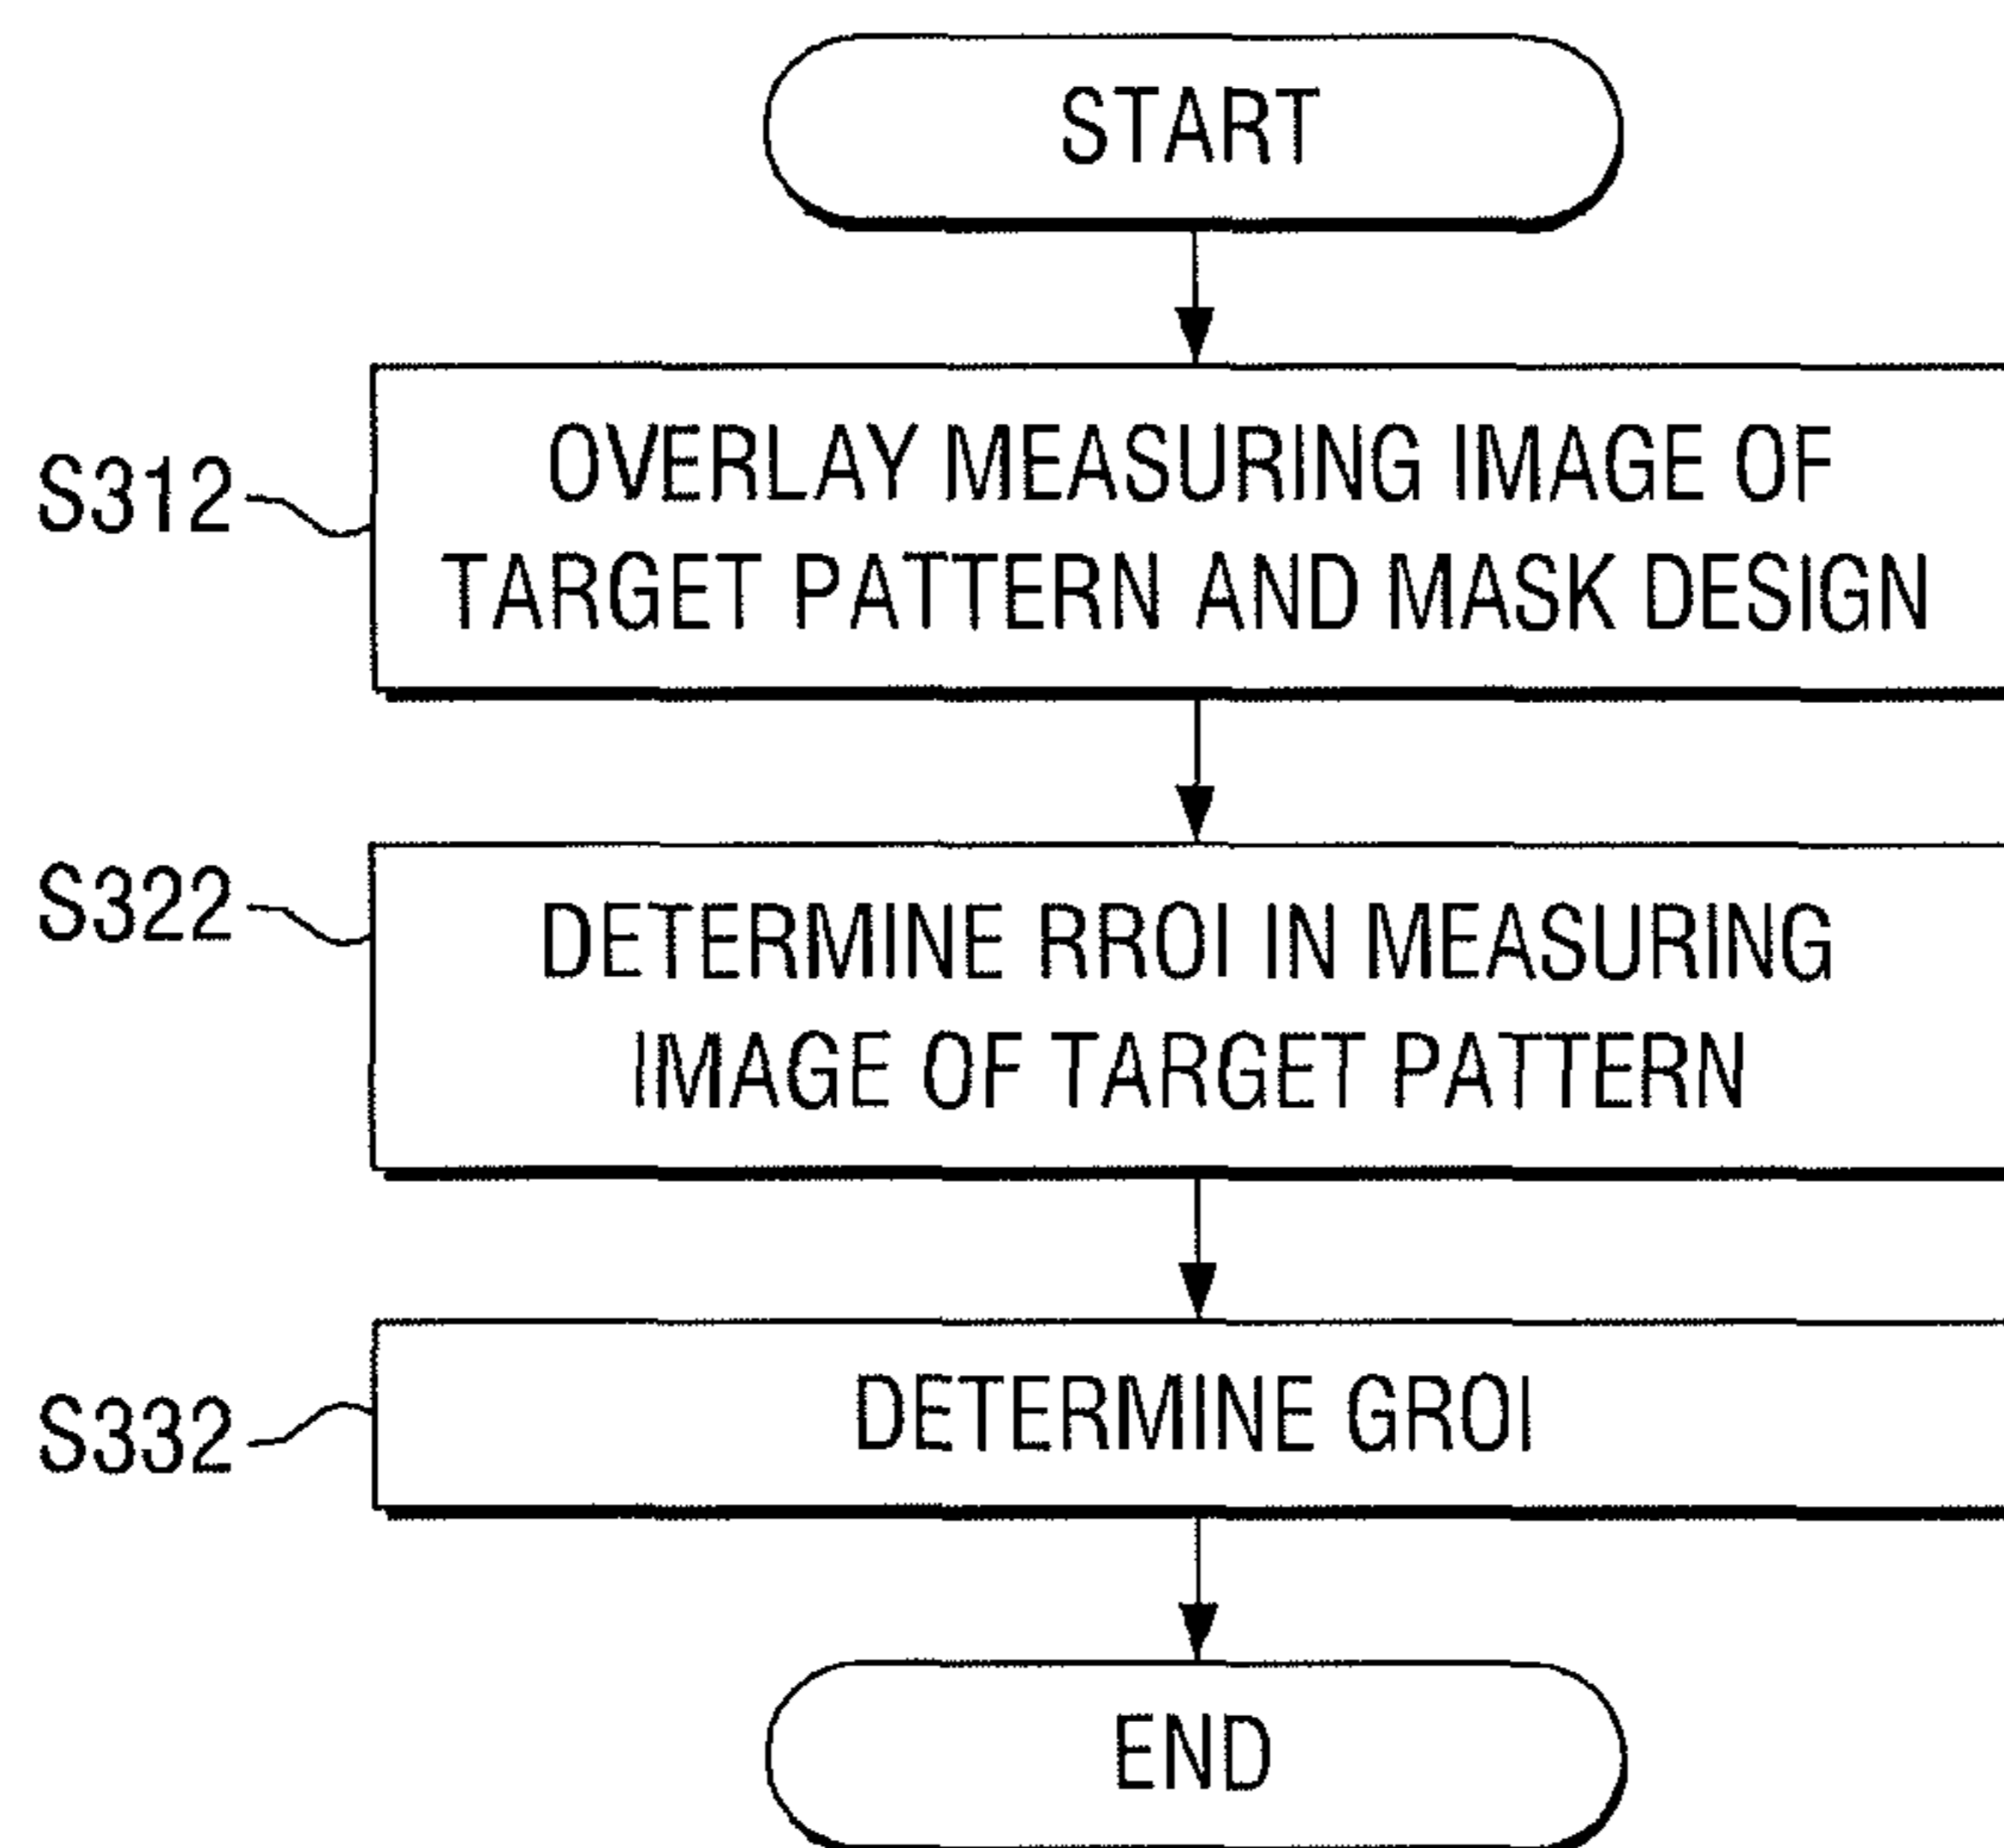 START
S312
OVERLAY MEASURING IMAGE OF
TARGET PATTERN AND MASK DESIGN
S322
DETERMINE RROI IN MEASURING
IMAGE OF TARGET PATTERN
S332
DETERMINE GROI
END